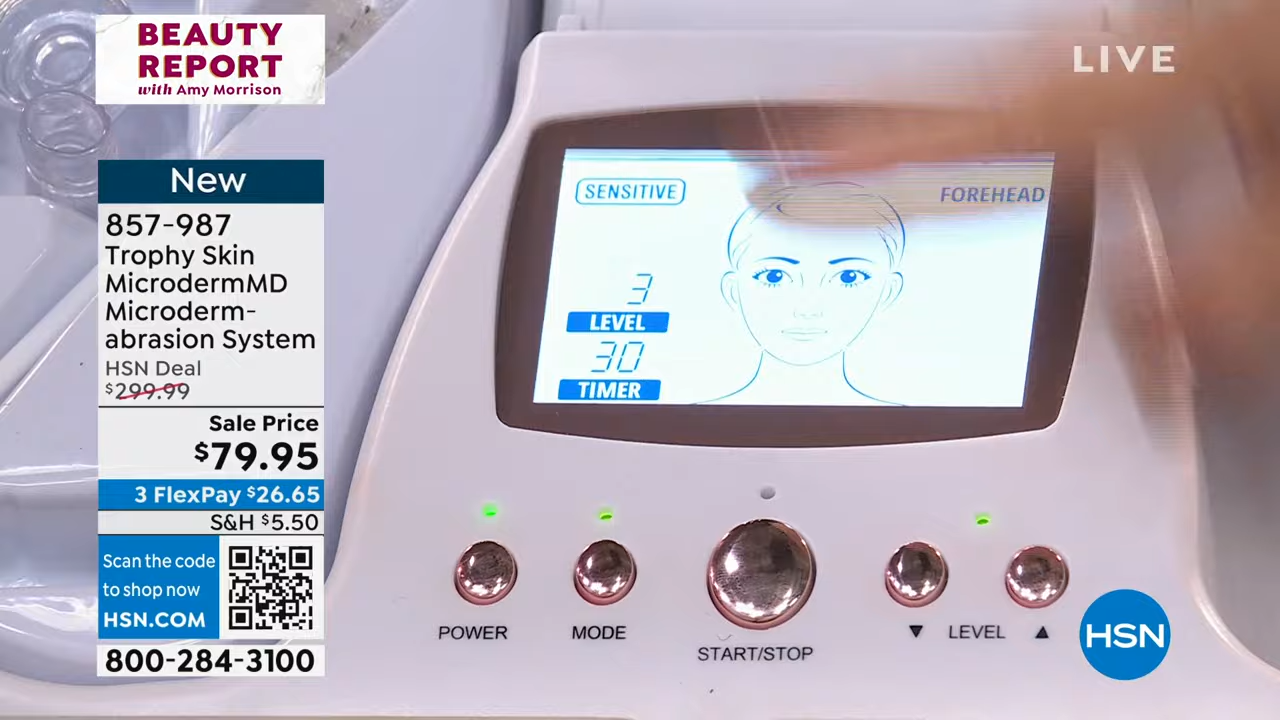 BEAUTY
REPORT
with Amy Morrison
New
857-987
Trophy Skin
MicrodermMD
Microderm-
abrasion System
HSN Deal
$299.99
Sale Price
$79.95
3 FlexPay $26.65
S&H $5.50
Scan the code
to shop now
HSN.COM
800-284-3100
LIVE
SENSITIVE
FOREHEAD
3
LEVEL
30
TIMER
POWER
MODE
START/STOP
▼ LEVEL ▲
HSN